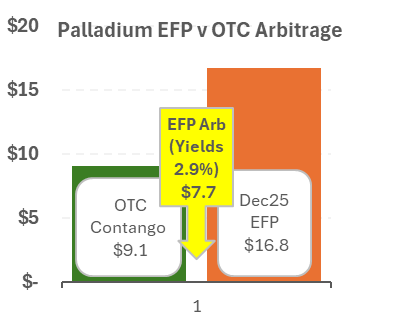 Palladium EFP v OTC Arbitrage
$20
$15
$10
$5
$-
EFP Arb
(Yields
2.9%)
$7.7
OTC
Contango
$9.1
Dec25
EFP
$16.8
1